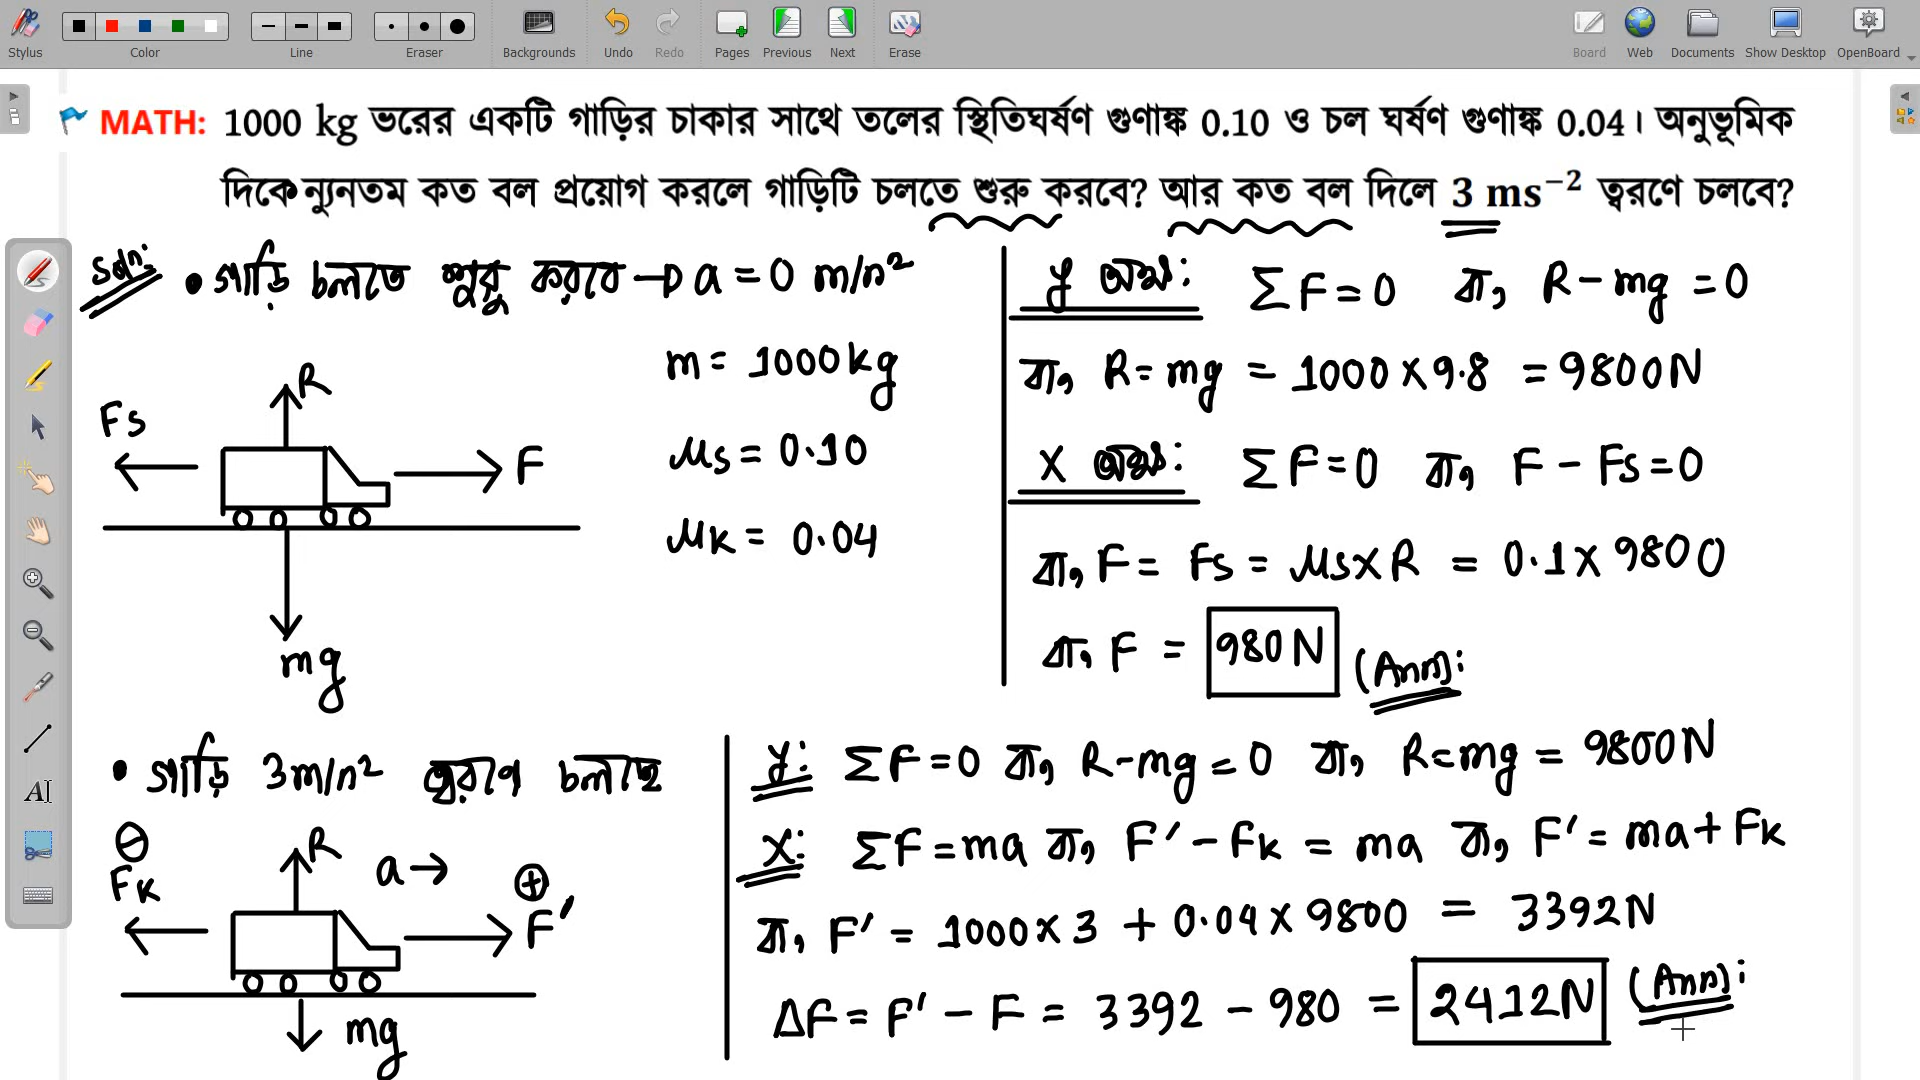 Stylus Color Line Eraser Backgrounds Undo Redo Pages Previous Next Erase Board Web Documents Show Desktop OpenBoard
MATH: 1000 kg ভরের একটি গাড়ির চাকার সাথে তলের স্থিতিঘর্ষণ গুণাঙ্ক 0.10 ও চল ঘর্ষণ গুণাঙ্ক 0.04। অনুভূমিক
দিকে ন্যুনতম কত বল প্রয়োগ করলে গাড়িটি চলতে শুরু করবে? আর কত বল দিলে 3 ms⁻² ত্বরণে চলবে?
Soln:
• গাড়ি চলতে শুরু করবে → a = 0 m/s²
R
Fs
F
mg
m = 1000 kg
μs = 0.10
μk = 0.04
y অক্ষ: ΣF = 0 বা, R - mg = 0
বা, R = mg = 1000 × 9.8 = 9800N
X অক্ষ: ΣF = 0 বা, F - Fs = 0
বা, F = Fs = μs × R = 0.1 × 9800
বা, F = 980 N (Ans):
• গাড়ি 3 m/s² ত্বরণে চলছে
⊖
Fk
R
a →
⊕
F′
mg
y: ΣF = 0 বা, R - mg = 0 বা, R = mg = 9800N
X: ΣF = ma বা, F′ - Fk = ma বা, F′ = ma + Fk
বা, F′ = 1000 × 3 + 0.04 × 9800 = 3392N
ΔF = F′ - F = 3392 - 980 = 2412N (Ans):